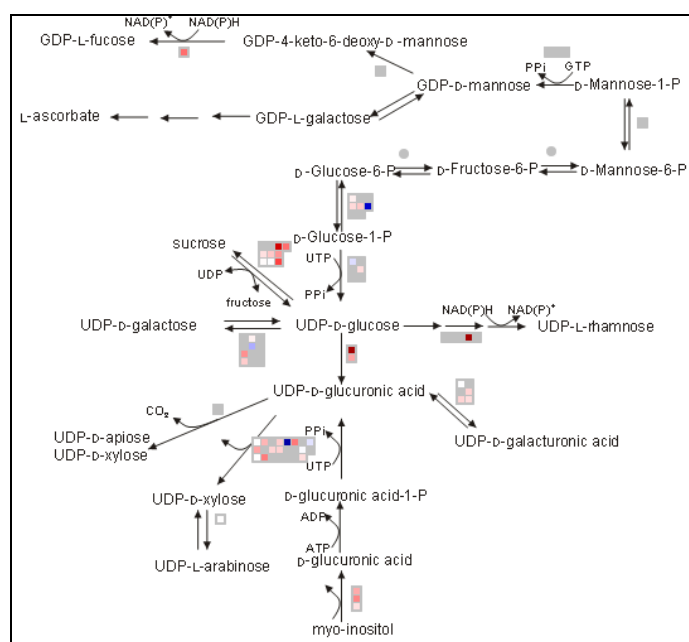 NAD(P)⁺ NAD(P)H
GDP-L-fucose GDP-4-keto-6-deoxy-D-mannose
PPi GTP
GDP-D-mannose D-Mannose-1-P
L-ascorbate GDP-L-galactose
D-Glucose-6-P D-Fructose-6-P D-Mannose-6-P
D-Glucose-1-P
sucrose
UTP
UDP
PPi
fructose
NAD(P)H NAD(P)⁺
UDP-D-galactose UDP-D-glucose UDP-L-rhamnose
UDP-D-glucuronic acid
CO₂
PPi
UDP-D-apiose
UDP-D-xylose
UDP-D-galacturonic acid
UTP
UDP-D-xylose D-glucuronic acid-1-P
ADP
ATP
UDP-L-arabinose D-glucuronic acid
myo-inositol